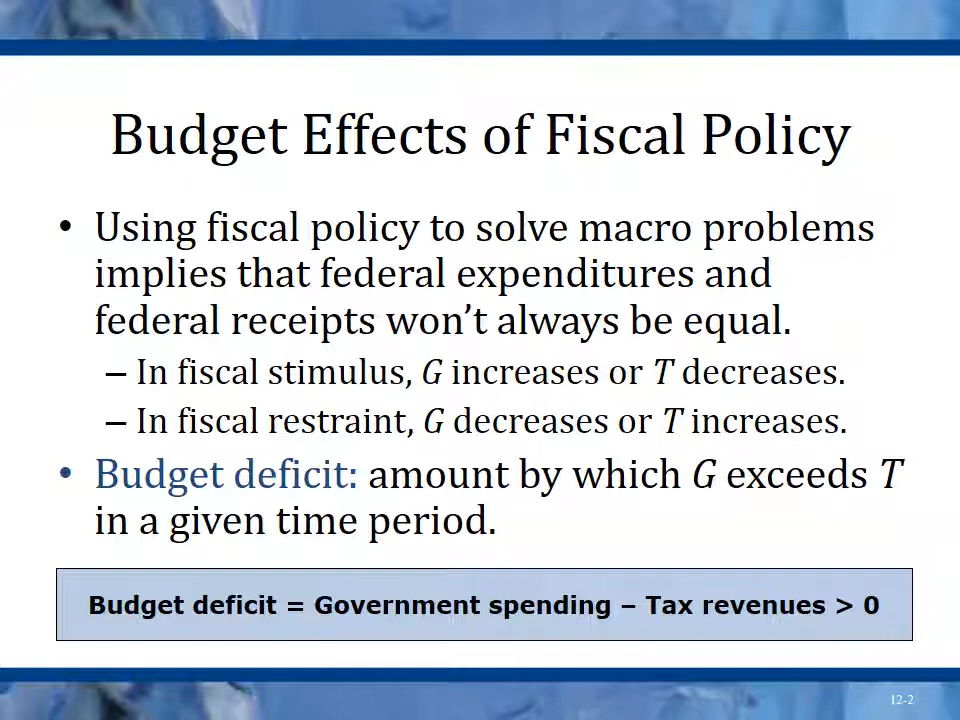 Budget Effects of Fiscal Policy
• Using fiscal policy to solve macro problems
implies that federal expenditures and
federal receipts won’t always be equal.
– In fiscal stimulus, G increases or T decreases.
– In fiscal restraint, G decreases or T increases.
• Budget deficit: amount by which G exceeds T
in a given time period.
Budget deficit = Government spending – Tax revenues > 0
12-2